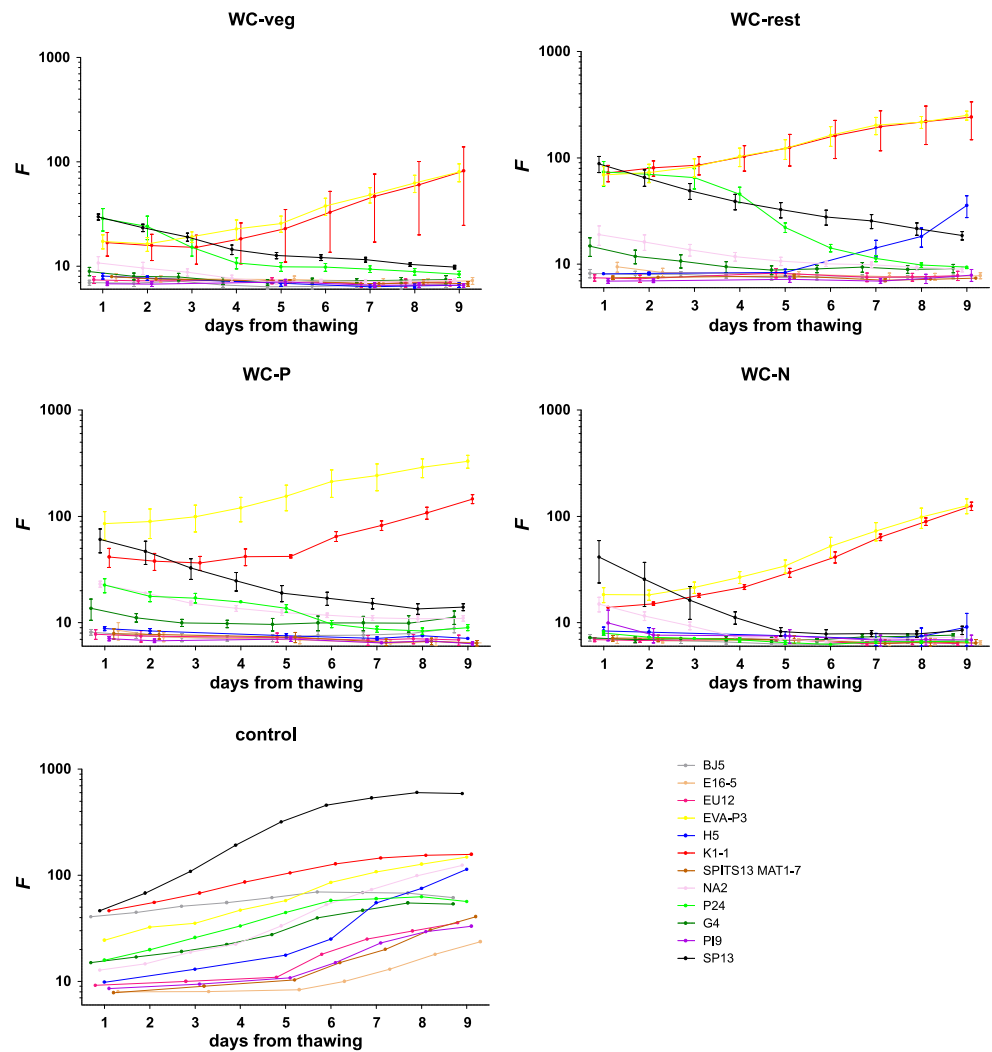 WC-veg
1000
100
10
F
1 2 3 4 5 6 7 8 9
days from thawing
WC-rest
1000
100
10
F
1 2 3 4 5 6 7 8 9
days from thawing
WC-P
1000
100
10
F
1 2 3 4 5 6 7 8 9
days from thawing
WC-N
1000
100
10
F
1 2 3 4 5 6 7 8 9
days from thawing
control
1000
100
10
F
1 2 3 4 5 6 7 8 9
days from thawing
BJ5
E16-5
EU12
EVA-P3
H5
K1-1
SPITS13 MAT1-7
NA2
P24
G4
PI9
SP13